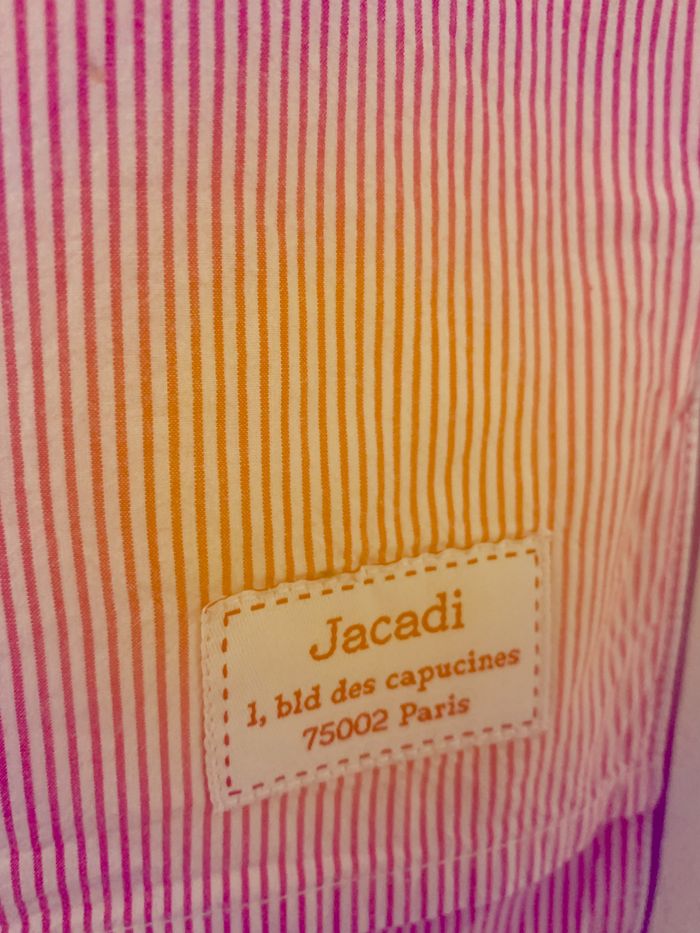 Jacadi
1, bld des capucines
75002 Paris